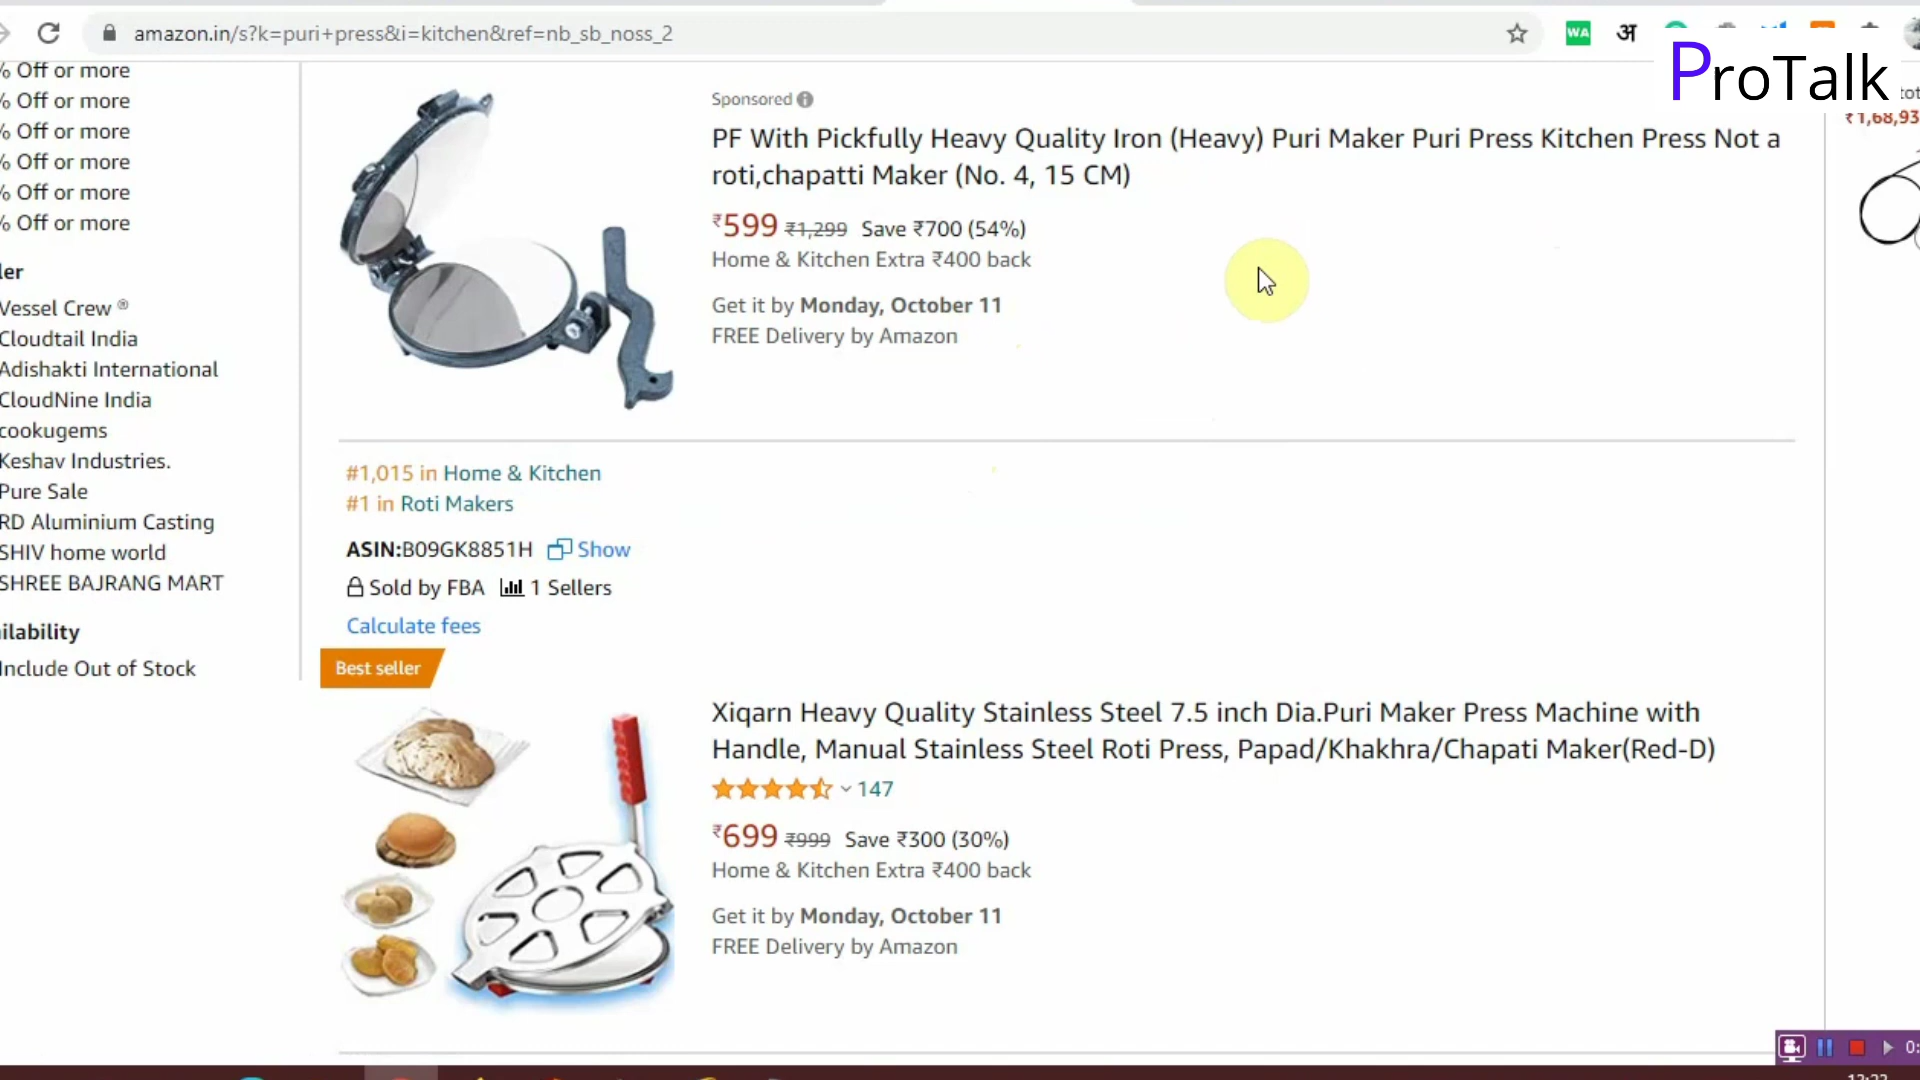 amazon.in/s?k=puri+press&i=kitchen&ref=nb_sb_noss_2
WA
अ
ProTalk
₹1,68,93
% Off or more
% Off or more
% Off or more
% Off or more
% Off or more
% Off or more
ler
Vessel Crew ®
Cloudtail India
Adishakti International
CloudNine India
cookugems
Keshav Industries.
Pure Sale
RD Aluminium Casting
SHIV home world
SHREE BAJRANG MART
ilability
Include Out of Stock
Sponsored
PF With Pickfully Heavy Quality Iron (Heavy) Puri Maker Puri Press Kitchen Press Not a
roti,chapatti Maker (No. 4, 15 CM)
₹599 ₹1,299 Save ₹700 (54%)
Home & Kitchen Extra ₹400 back
Get it by Monday, October 11
FREE Delivery by Amazon
#1,015 in Home & Kitchen
#1 in Roti Makers
ASIN:B09GK8851H Show
Sold by FBA 1 Sellers
Calculate fees
Best seller
Xiqarn Heavy Quality Stainless Steel 7.5 inch Dia.Puri Maker Press Machine with
Handle, Manual Stainless Steel Roti Press, Papad/Khakhra/Chapati Maker(Red-D)
147
₹699 ₹999 Save ₹300 (30%)
Home & Kitchen Extra ₹400 back
Get it by Monday, October 11
FREE Delivery by Amazon